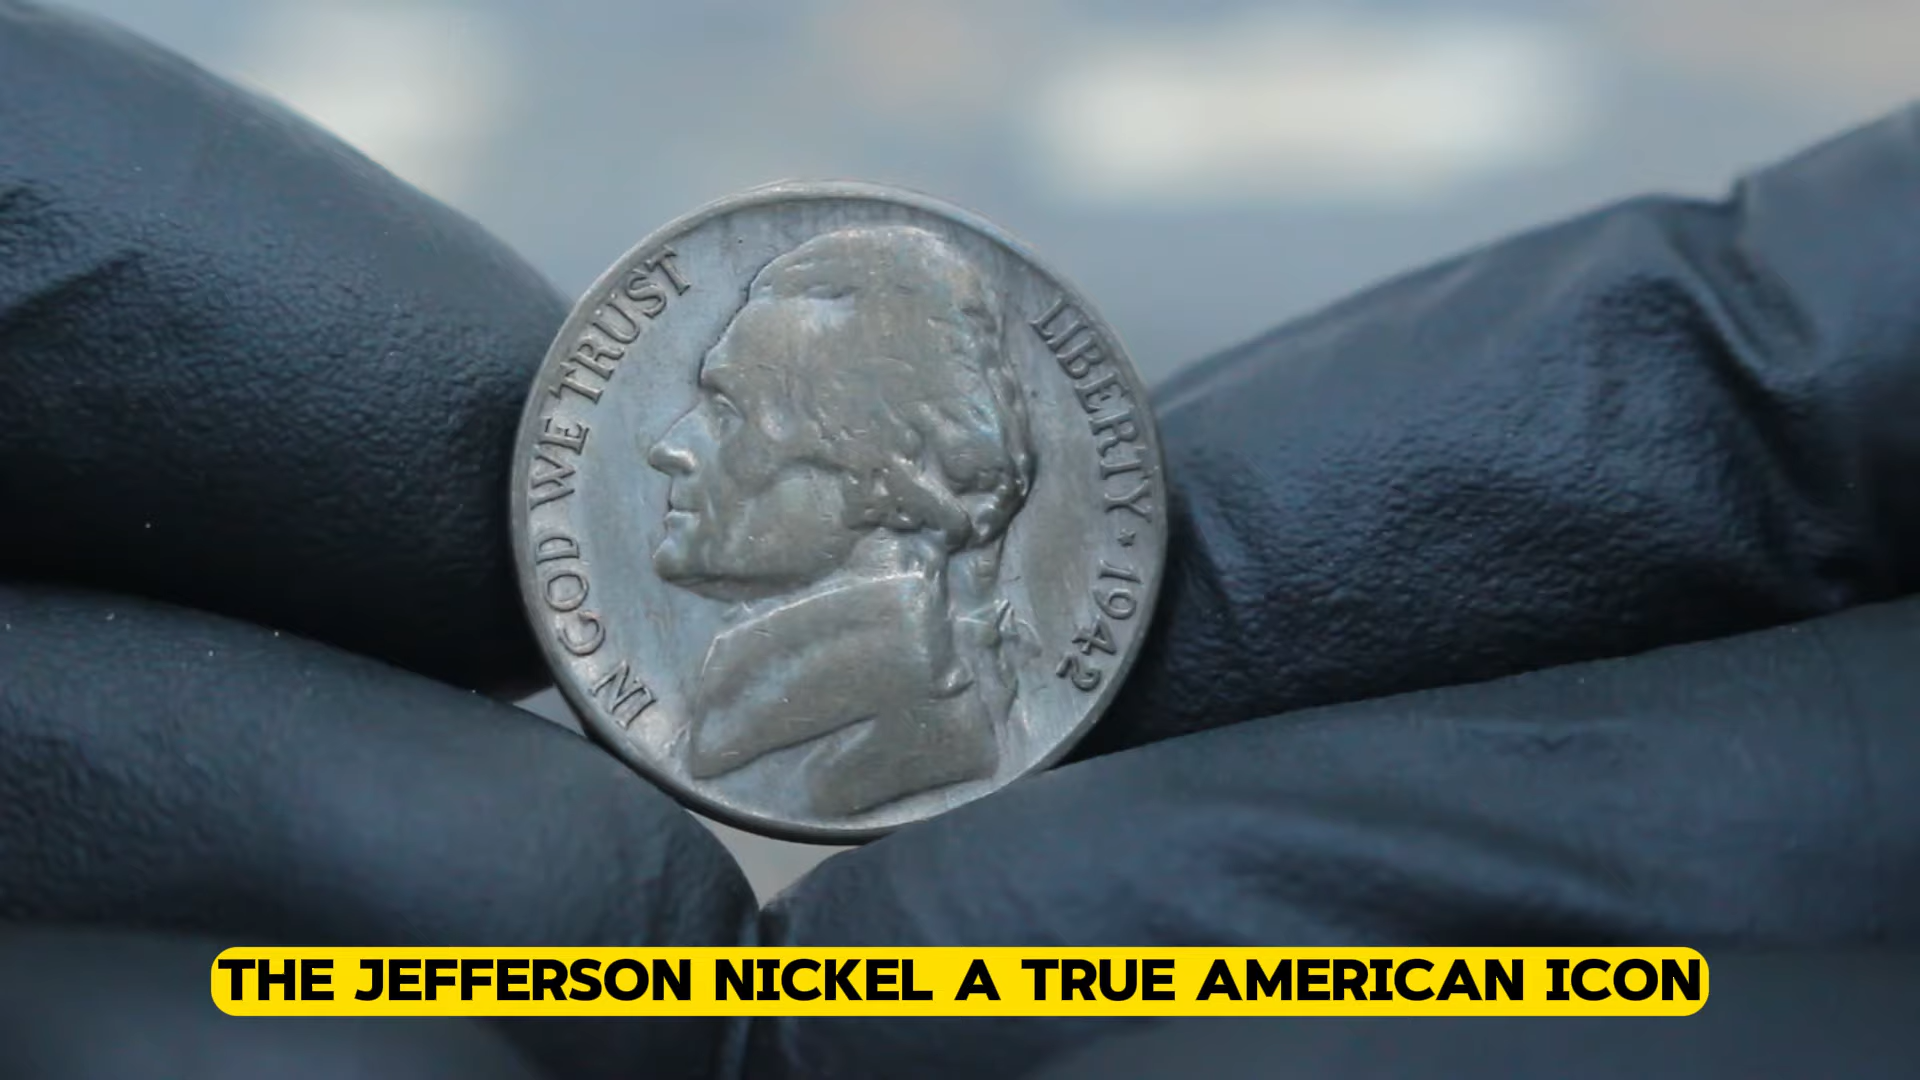 IN GOD WE TRUST
LIBERTY ★ 1942
THE JEFFERSON NICKEL A TRUE AMERICAN ICON